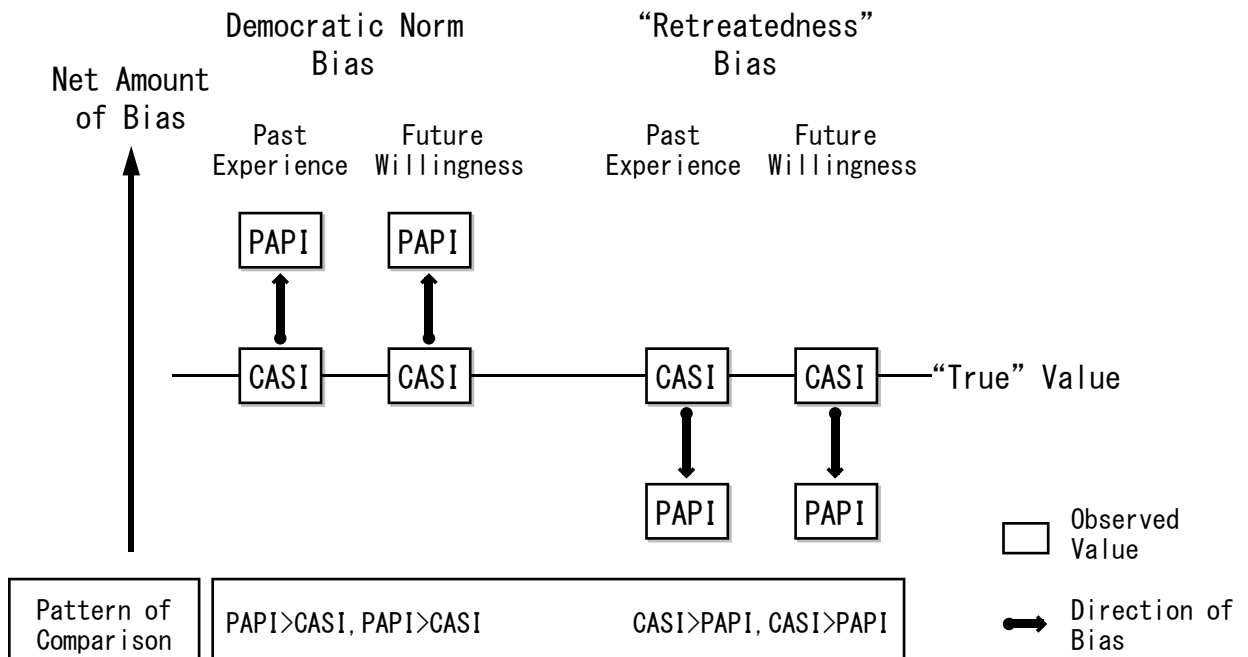 Democratic Norm
Bias
“Retreatedness”
Bias
Net Amount
of Bias
Past
Experience
Future
Willingness
Past
Experience
Future
Willingness
PAPI
PAPI
CASI
CASI
CASI
CASI
“True” Value
PAPI
PAPI
Observed
Value
Pattern of
Comparison
PAPI>CASI,PAPI>CASI
CASI>PAPI,CASI>PAPI
Direction of
Bias